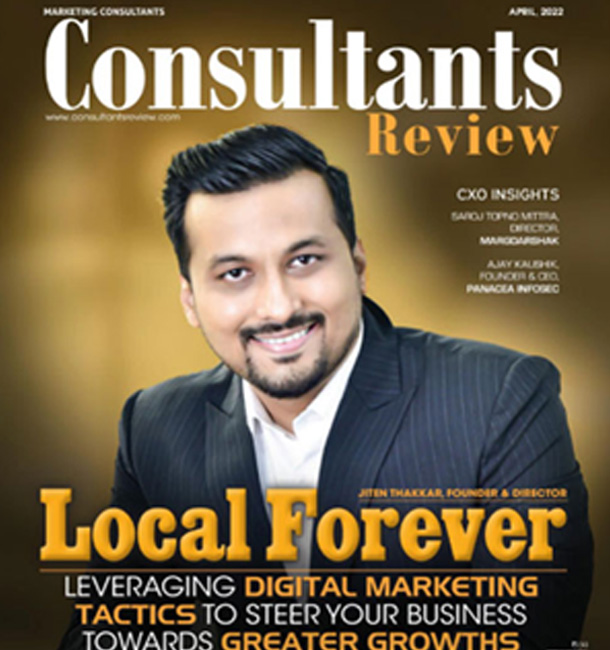 MARKETING CONSULTANTS
APRIL, 2022
Consultants
www.consultantsreview.com
Review
CXO INSIGHTS
SAROJ TOPNO MITTRA,
DIRECTOR,
MARGDARSHAK
AJAY KAUSHIK,
FOUNDER & CEO,
PANACEA INFOSEC
JITEN THAKKAR, FOUNDER & DIRECTOR
Local Forever
LEVERAGING DIGITAL MARKETING
TACTICS TO STEER YOUR BUSINESS
TOWARDS GREATER GROWTHS